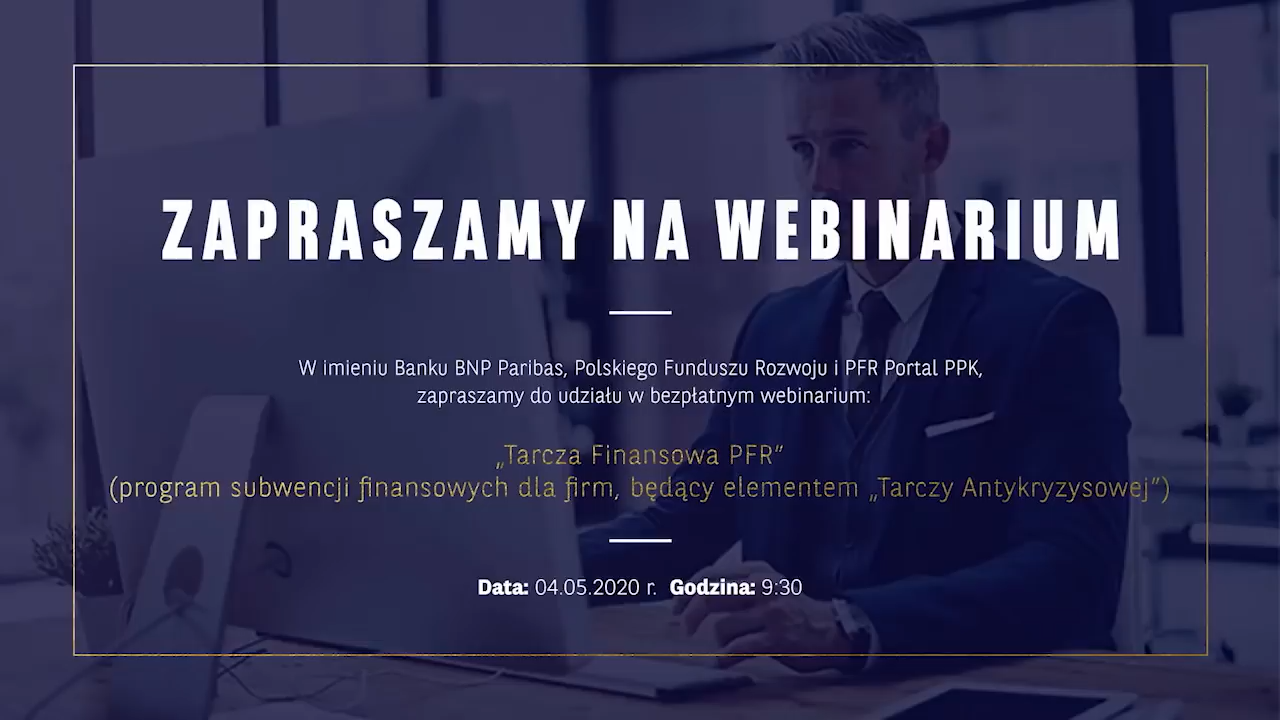 ZAPRASZAMY NA WEBINARIUM
W imieniu Banku BNP Paribas, Polskiego Funduszu Rozwoju i PFR Portal PPK,
zapraszamy do udziału w bezpłatnym webinarium:
„Tarcza Finansowa PFR”
(program subwencji finansowych dla firm, będący elementem „Tarczy Antykryzysowej”)
Data: 04.05.2020 r. Godzina: 9:30